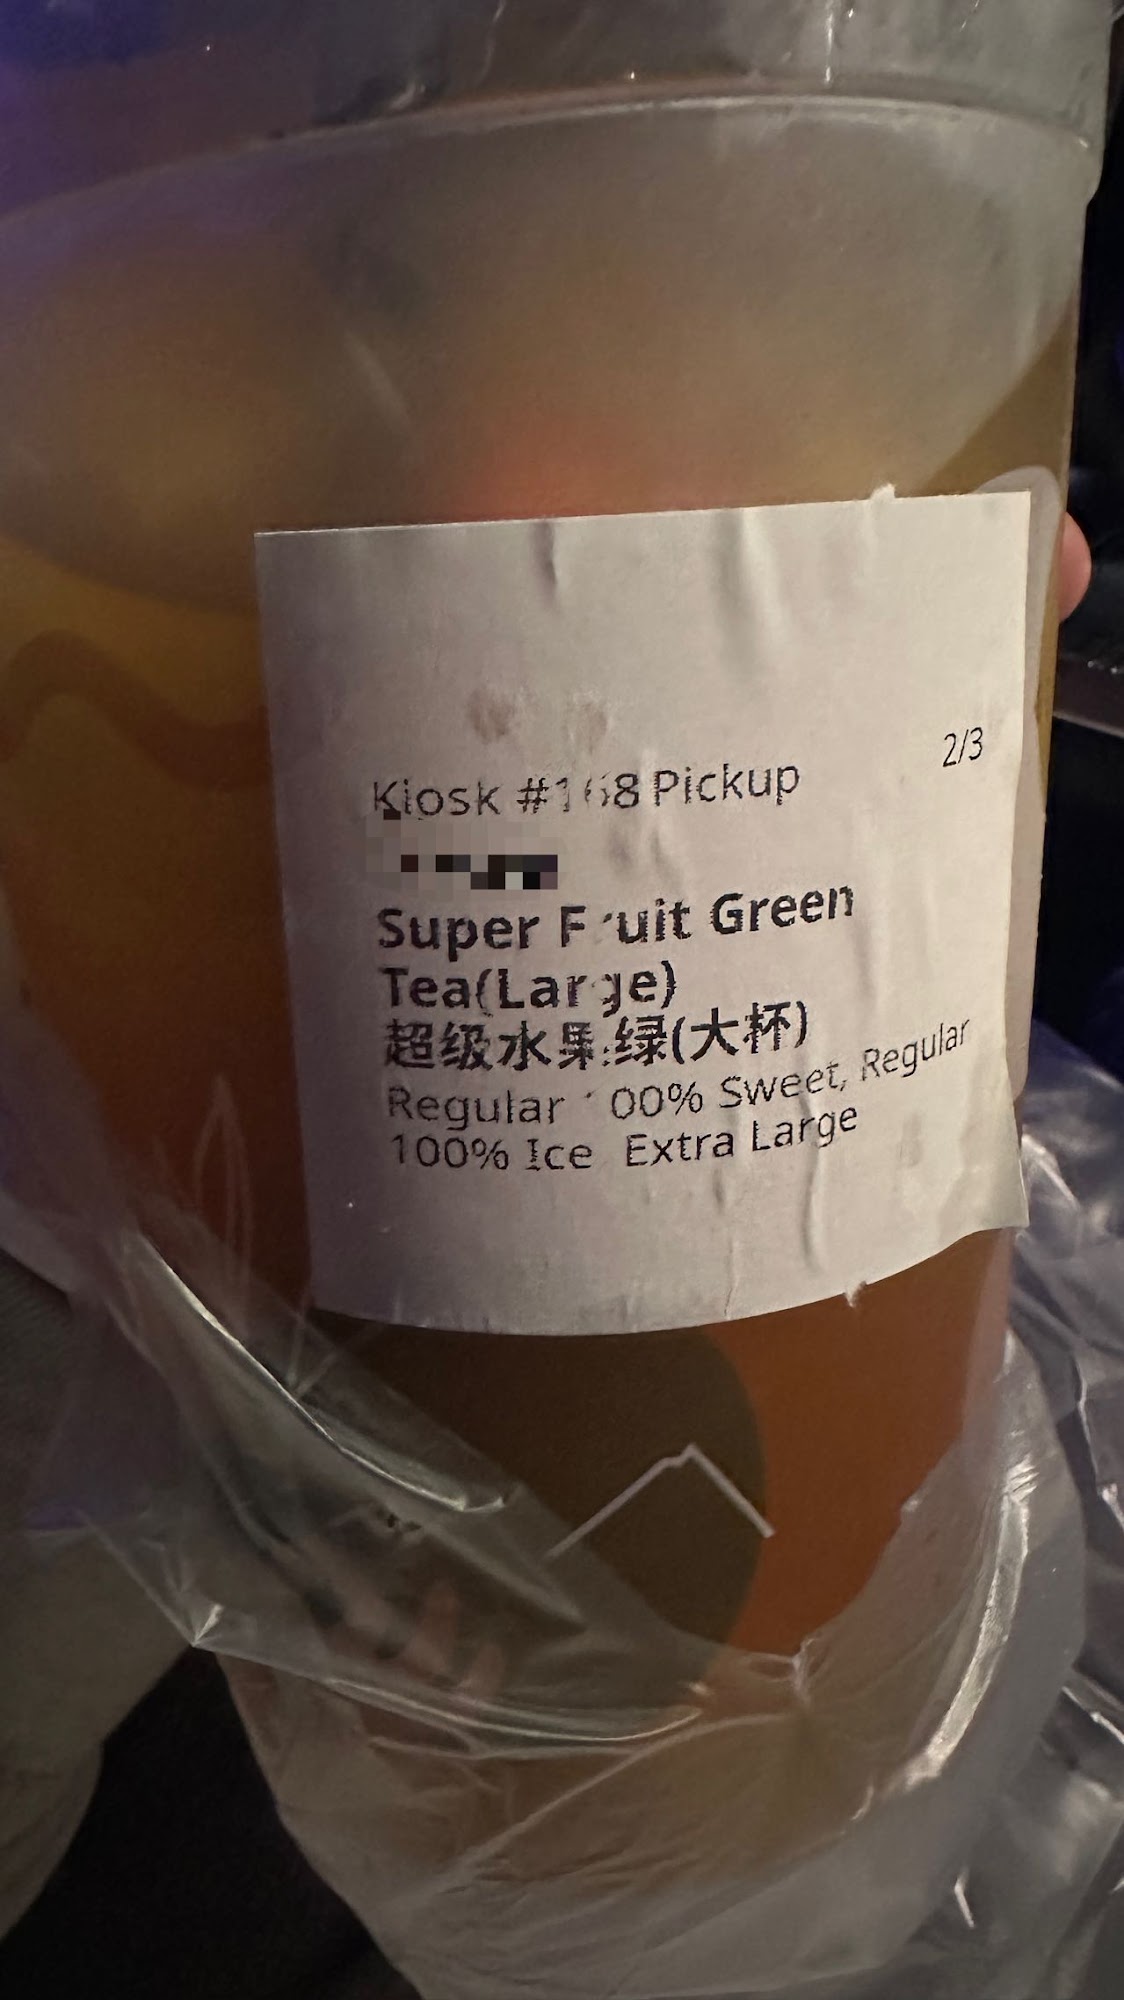 2/3
Kiosk #168 Pickup
Super Fruit Green
Tea(Large)
超级水果绿(大杯)
Regular 100% Sweet, Regular
100% Ice Extra Large